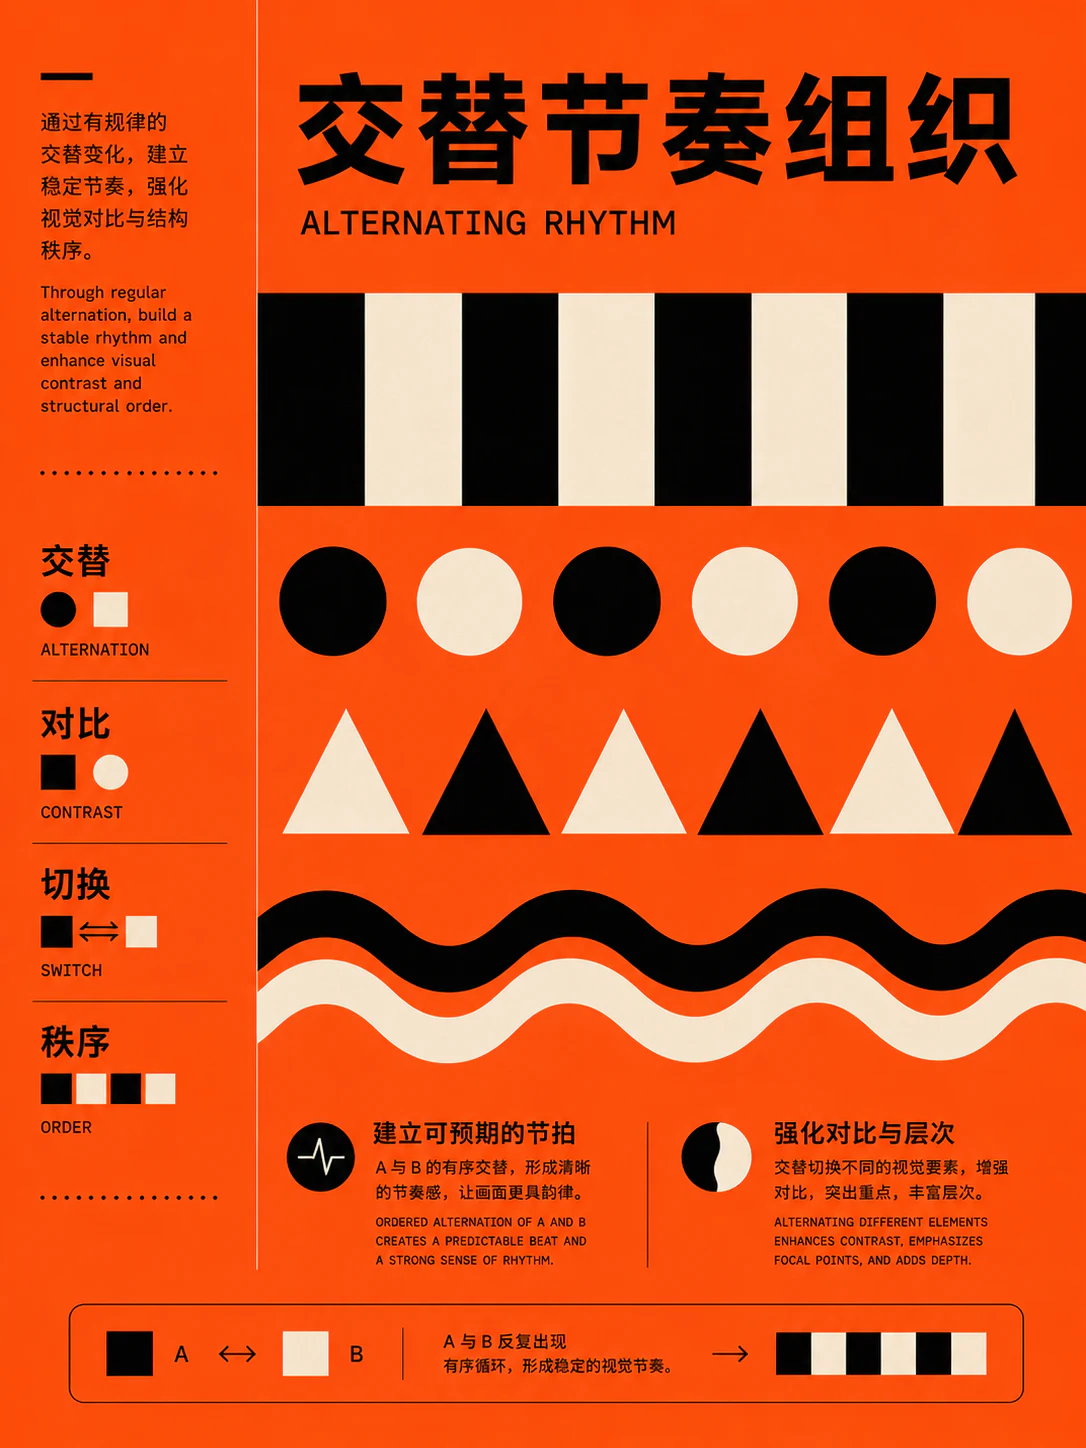 交替节奏组织
ALTERNATING RHYTHM
通过有规律的
交替变化，建立
稳定节奏，强化
视觉对比与结构
秩序。
Through regular
alternation, build a
stable rhythm and
enhance visual
contrast and
structural order.
交替
ALTERNATION
对比
CONTRAST
切换
SWITCH
秩序
ORDER
建立可预期的节拍
A 与 B 的有序交替，形成清晰
的节奏感，让画面更具韵律。
ORDERED ALTERNATION OF A AND B
CREATES A PREDICTABLE BEAT AND
A STRONG SENSE OF RHYTHM.
强化对比与层次
交替切换不同的视觉要素，增强
对比，突出重点，丰富层次。
ALTERNATING DIFFERENT ELEMENTS
ENHANCES CONTRAST, EMPHASIZES
FOCAL POINTS, AND ADDS DEPTH.
A
B
A 与 B 反复出现
有序循环，形成稳定的视觉节奏。